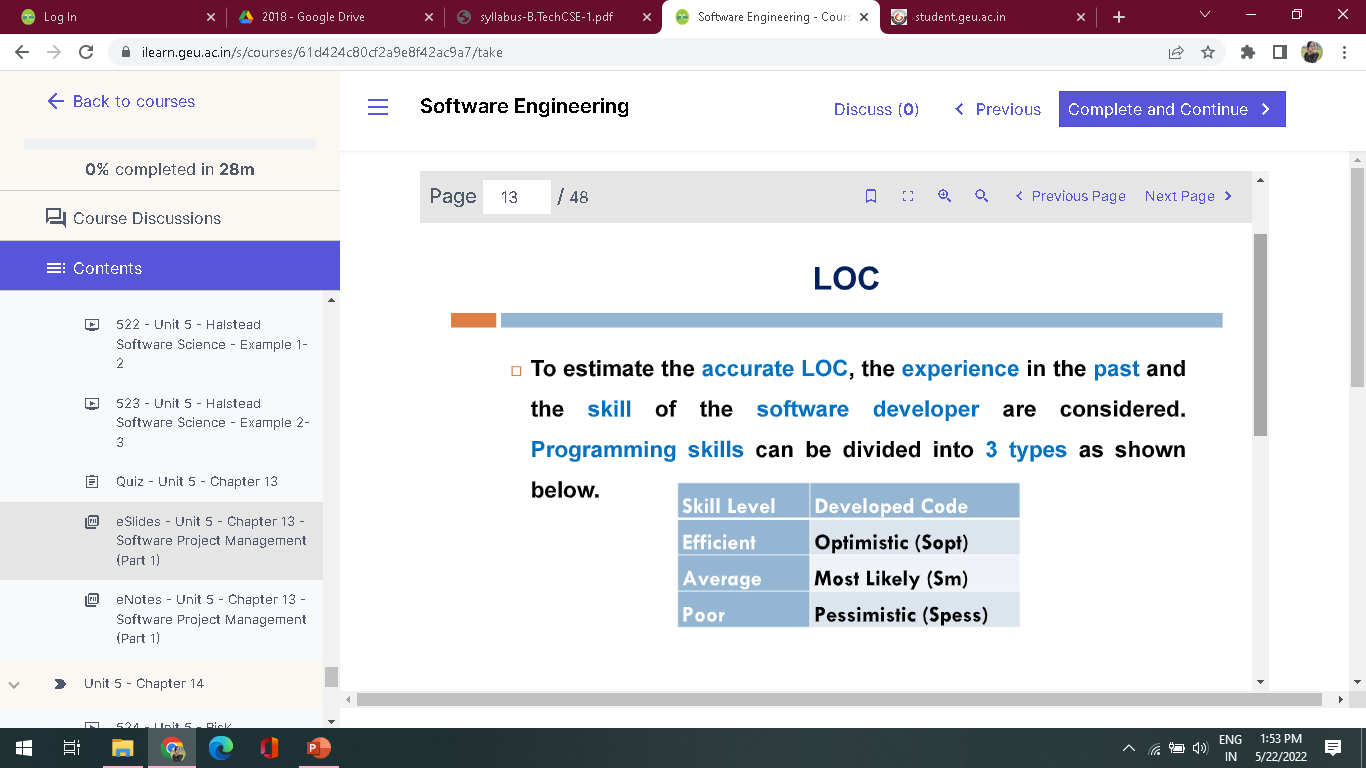 Log In
2018 - Google Drive
syllabus-B.TechCSE-1.pdf
Software Engineering - Cours
student.geu.ac.in
ilearn.geu.ac.in/s/courses/61d424c80cf2a9e8f42ac9a7/take
Back to courses
0% completed in 28m
Course Discussions
Contents
522 - Unit 5 - Halstead
Software Science - Example 1-
2
523 - Unit 5 - Halstead
Software Science - Example 2-
3
Quiz - Unit 5 - Chapter 13
eSlides - Unit 5 - Chapter 13 -
Software Project Management
(Part 1)
eNotes - Unit 5 - Chapter 13 -
Software Project Management
(Part 1)
Unit 5 - Chapter 14
524 - Unit 5 - Risk
Software Engineering
Discuss (0)
Previous
Complete and Continue
Page 13 / 48
Previous Page
Next Page
LOC
To estimate the accurate LOC, the experience in the past and
the skill of the software developer are considered.
Programming skills can be divided into 3 types as shown
below.
Skill Level Developed Code
Efficient Optimistic (Sopt)
Average Most Likely (Sm)
Poor Pessimistic (Spess)
ENG
IN
1:53 PM
5/22/2022